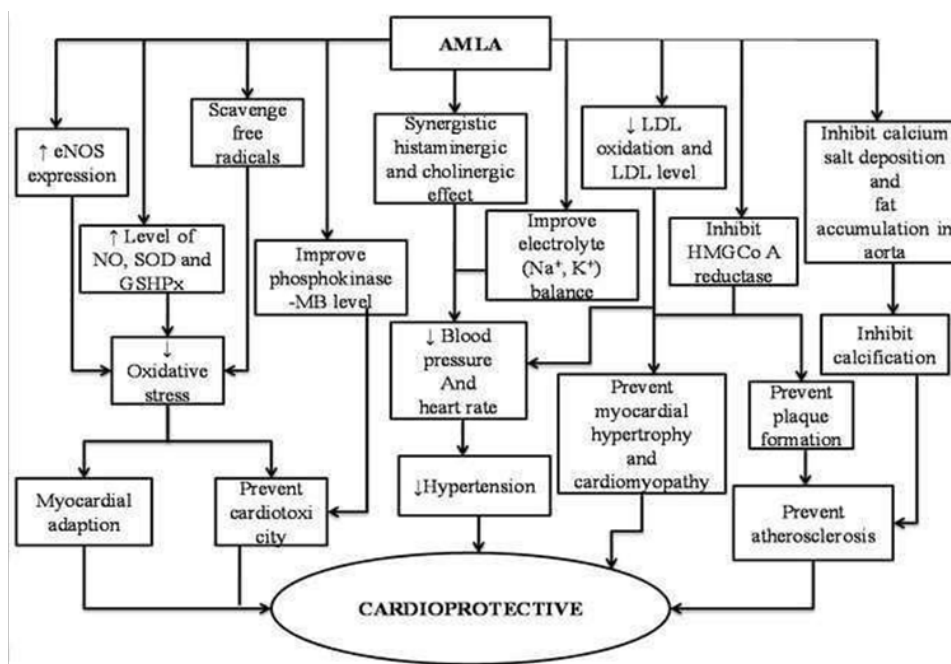 AMLA
↑ eNOS
expression
Scavenge
free
radicals
Synergistic
histaminergic
and cholinergic
effect
↓ LDL
oxidation and
LDL level
Inhibit calcium
salt deposition
and
fat
accumulation in
aorta
↑ Level of
NO, SOD and
GSHPx
Improve
phosphokinase
-MB level
Improve
electrolyte
(Na⁺, K⁺)
balance
Inhibit
HMGCo A
reductase
↓
Oxidative
stress
↓ Blood
pressure
And
heart rate
Prevent
myocardial
hypertrophy
and
cardiomyopathy
Prevent
plaque
formation
Inhibit
calcification
Myocardial
adaption
Prevent
cardiotoxi
city
↓Hypertension
Prevent
atherosclerosis
CARDIOPROTECTIVE